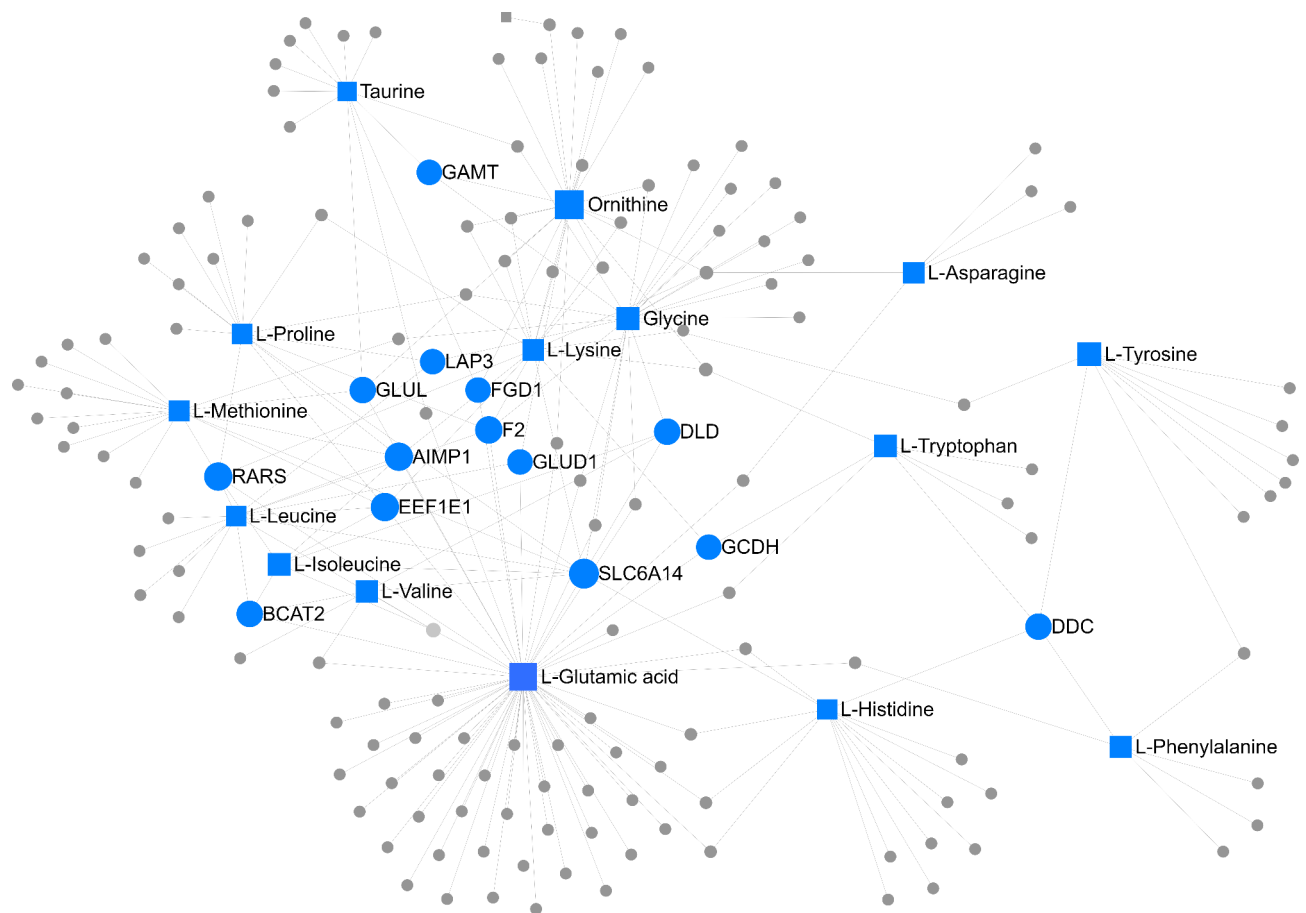 Taurine
GAMT
Ornithine
L-Asparagine
Glycine
L-Proline
L-Lysine
L-Tyrosine
LAP3
GLUL
FGD1
L-Methionine
F2
DLD
L-Tryptophan
AIMP1
GLUD1
RARS
EEF1E1
L-Leucine
GCDH
L-Isoleucine
SLC6A14
L-Valine
BCAT2
DDC
L-Glutamic acid
L-Histidine
L-Phenylalanine